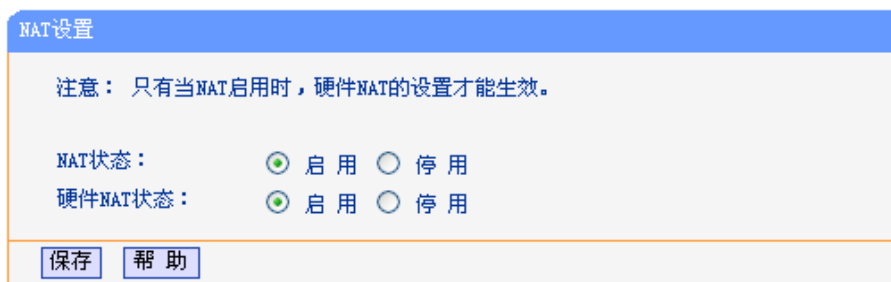 NAT设置
注意： 只有当NAT启用时，硬件NAT的设置才能生效。
NAT状态： 启 用 停 用
硬件NAT状态： 启 用 停 用
保存 帮 助